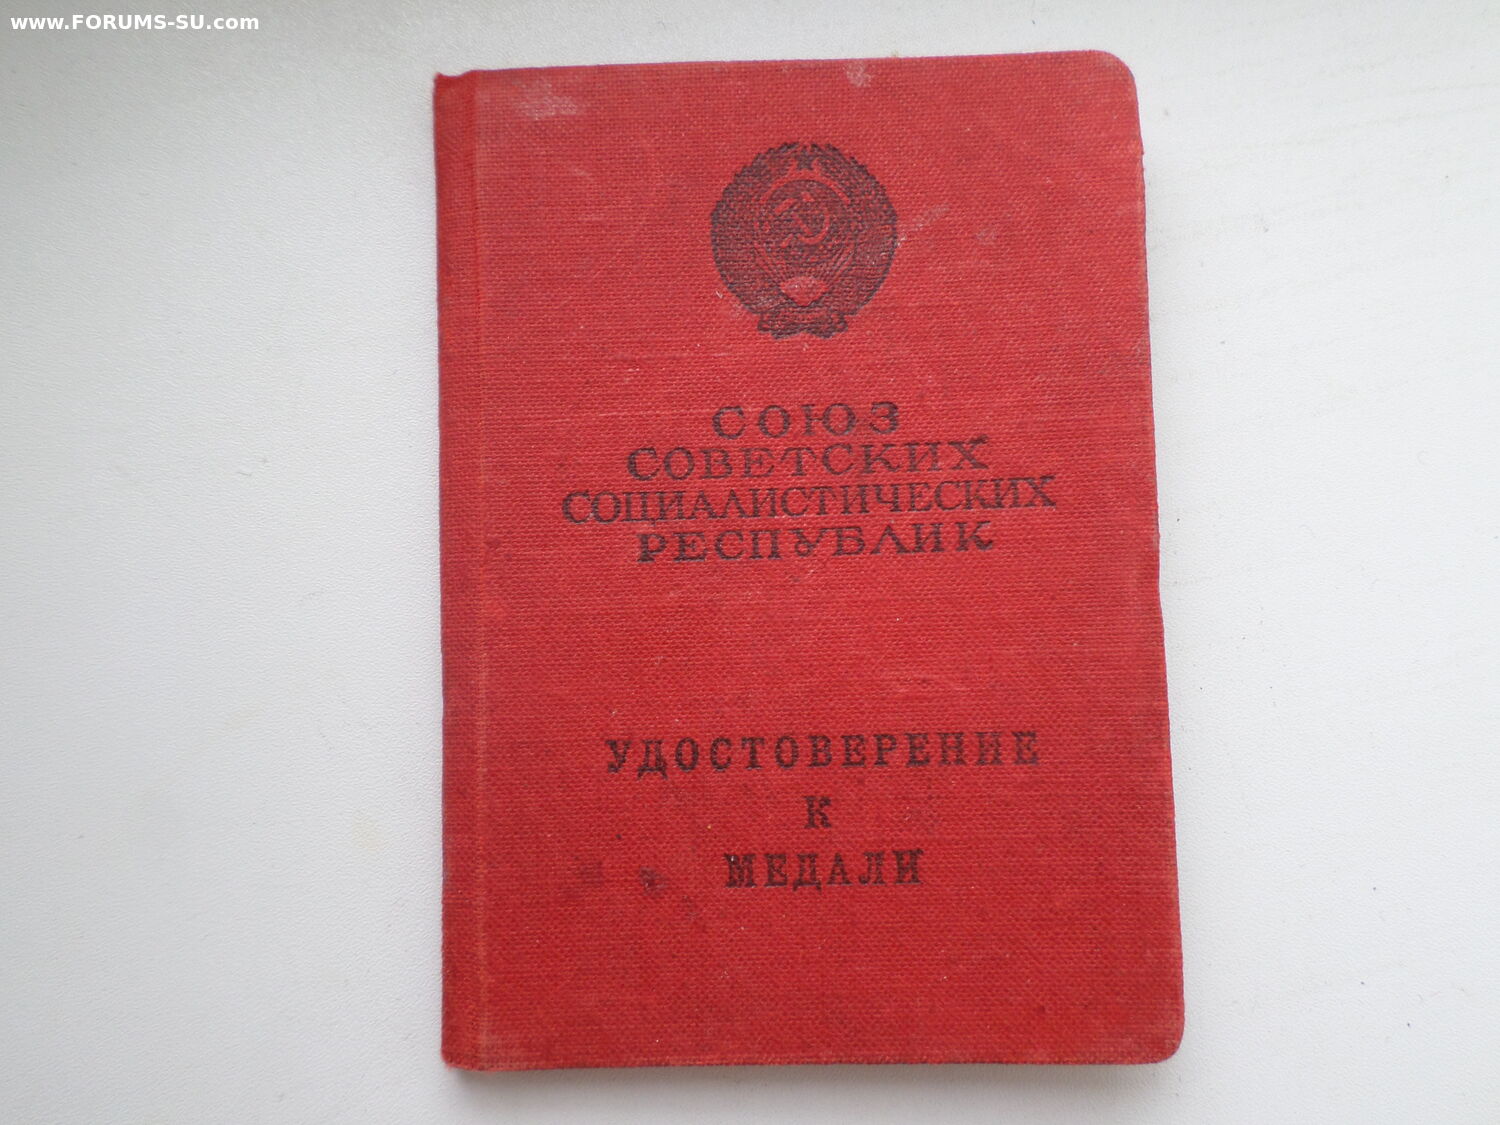 www.FORUMS-SU.com
СОЮЗ
СОВЕТСКИХ
СОЦИАЛИСТИЧЕСКИХ
РЕСПУБЛИК
УДОСТОВЕРЕНИЕ
К
МЕДАЛИ